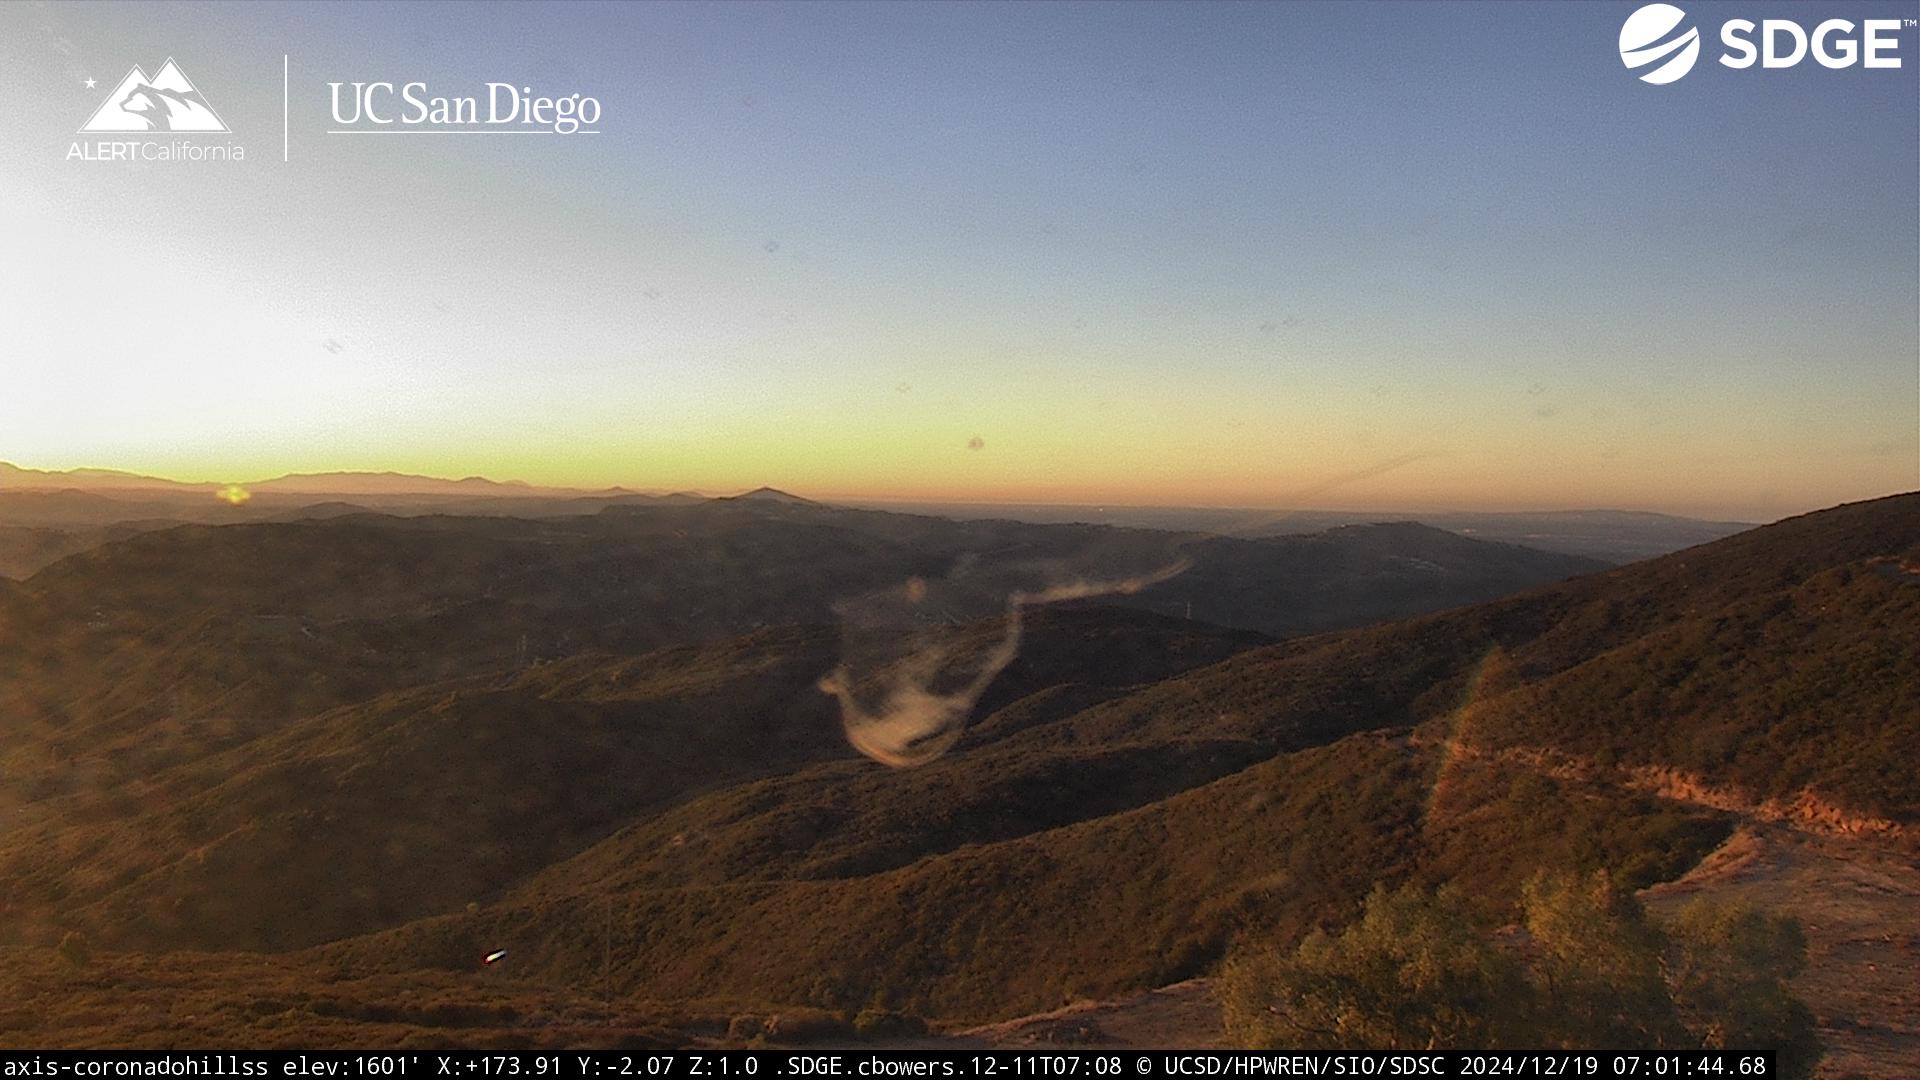 ALERTCalifornia
UC San Diego
SDGE™
axis-coronadohillss elev:1601' X:+173.91 Y:-2.07 Z:1.0 .SDGE.cbowers.12-11T07:08 © UCSD/HPWREN/SIO/SDSC 2024/12/19 07:01:44.68